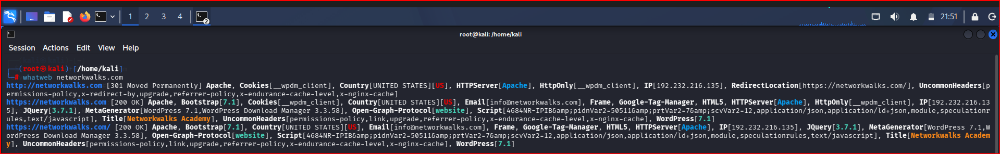 1 2 3 4 2 21:51
root@kali: /home/kali
Session Actions Edit View Help
┌──(root㉿kali)-[/home/kali]
└─# whatweb networkwalks.com
http://networkwalks.com [301 Moved Permanently] Apache, Cookies[__wpdm_client], Country[UNITED STATES][US], HTTPServer[Apache], HttpOnly[__wpdm_client], IP[192.232.216.135], RedirectLocation[https://networkwalks.com/], UncommonHeaders[p
ermissions-policy,x-redirect-by,upgrade,referrer-policy,x-endurance-cache-level,x-nginx-cache]
https://networkwalks.com [200 OK] Apache, Bootstrap[7.1], Cookies[__wpdm_client], Country[UNITED STATES][US], Email[info@networkwalks.com], Frame, Google-Tag-Manager, HTML5, HTTPServer[Apache], HttpOnly[__wpdm_client], IP[192.232.216.13
5], JQuery[3.7.1], MetaGenerator[WordPress 7.1,WordPress Download Manager 3.3.58], Open-Graph-Protocol[website], Script[4684NR-IPIB&amp;pidnVar2=50511&amp;prtVar2=7&amp;scvVar2=12,application/json,application/ld+json,module,speculationr
ules,text/javascript], Title[Networkwalks Academy], UncommonHeaders[permissions-policy,link,upgrade,referrer-policy,x-endurance-cache-level,x-nginx-cache], WordPress[7.1]
https://networkwalks.com/ [200 OK] Apache, Bootstrap[7.1], Country[UNITED STATES][US], Email[info@networkwalks.com], Frame, Google-Tag-Manager, HTML5, HTTPServer[Apache], IP[192.232.216.135], JQuery[3.7.1], MetaGenerator[WordPress 7.1,W
ordPress Download Manager 3.3.58], Open-Graph-Protocol[website], Script[4684NR-IPIB&amp;pidnVar2=50511&amp;prtVar2=7&amp;scvVar2=12,application/json,application/ld+json,module,speculationrules,text/javascript], Title[Networkwalks Academ
y], UncommonHeaders[permissions-policy,link,upgrade,referrer-policy,x-endurance-cache-level,x-nginx-cache], WordPress[7.1]